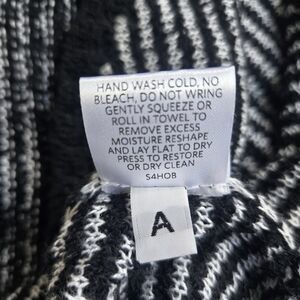 HAND WASH COLD, NO
BLEACH, DO NOT WRING
GENTLY SQUEEZE OR
ROLL IN TOWEL TO
REMOVE EXCESS
MOISTURE RESHAPE
AND LAY FLAT TO DRY
PRESS TO RESTORE
OR DRY CLEAN
S4HOB
A